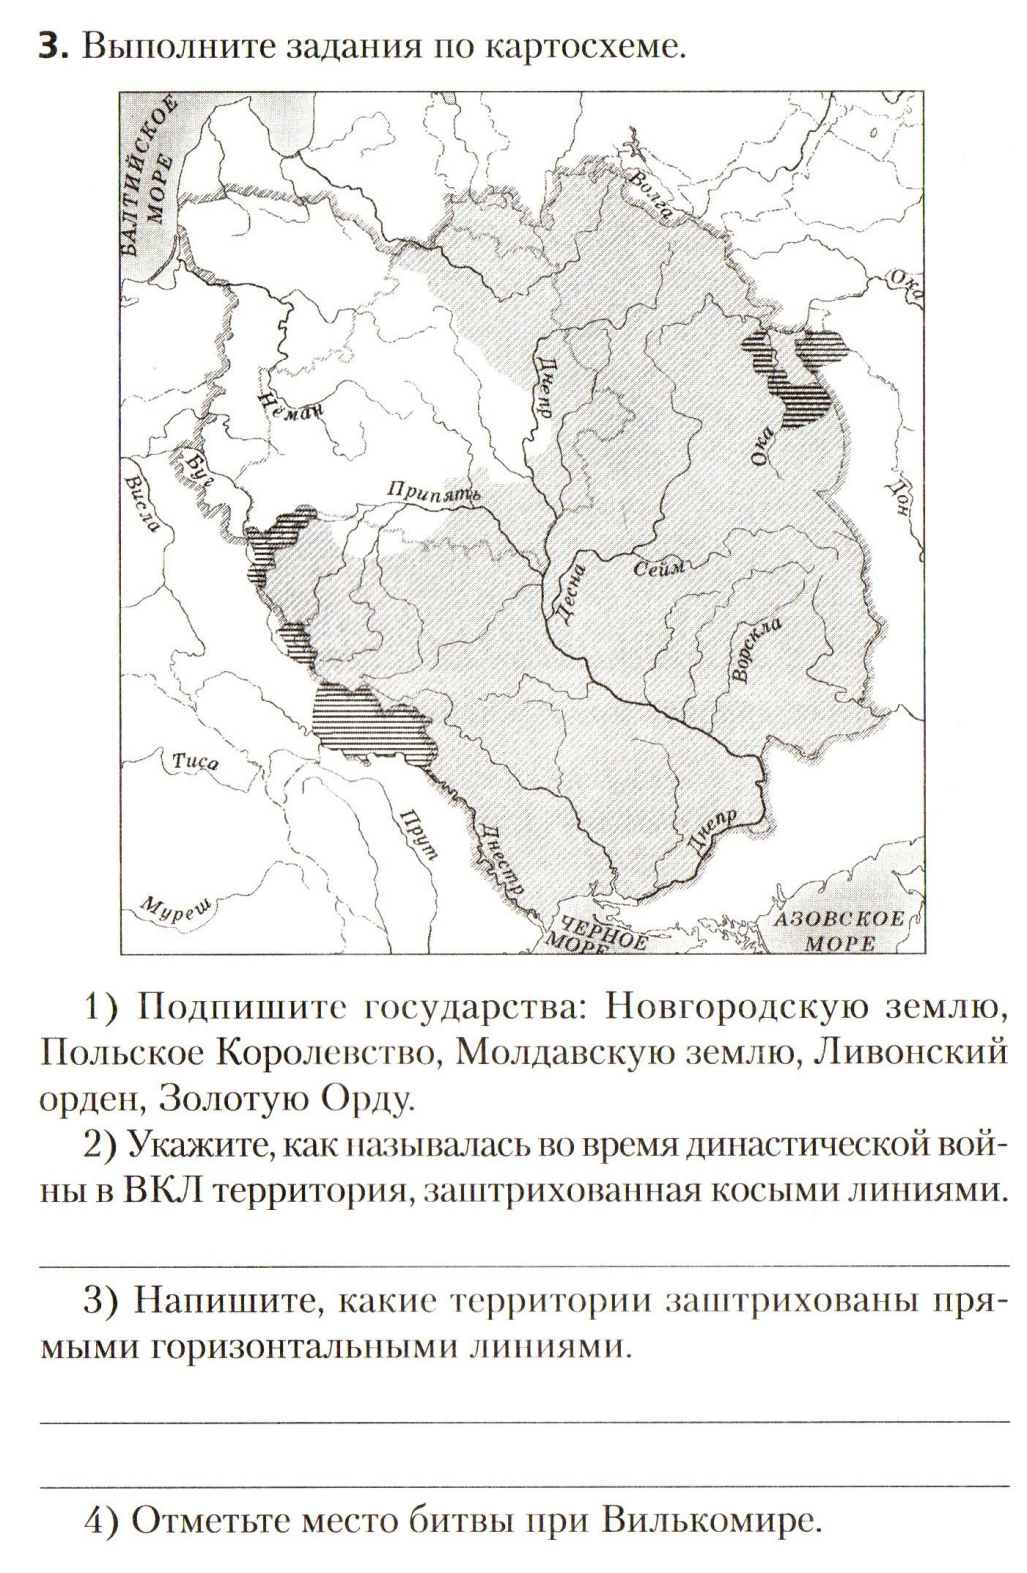 3. Выполните задания по картосхеме.
БАЛТИЙСКОЕ
МОРЕ
Волга
Ока
Днепр
Неман
Ока
Буг
Висла
Припять
Дон
Десна
Сейм
Ворскла
Тиса
Прут
Днестр
Днепр
Муреш
ЧЕРНОЕ
МОРЕ
АЗОВСКОЕ
МОРЕ
1) Подпишите государства: Новгородскую землю,
Польское Королевство, Молдавскую землю, Ливонский
орден, Золотую Орду.
2) Укажите, как называлась во время династической вой-
ны в ВКЛ территория, заштрихованная косыми линиями.
3) Напишите, какие территории заштрихованы пря-
мыми горизонтальными линиями.
4) Отметьте место битвы при Вилькомире.